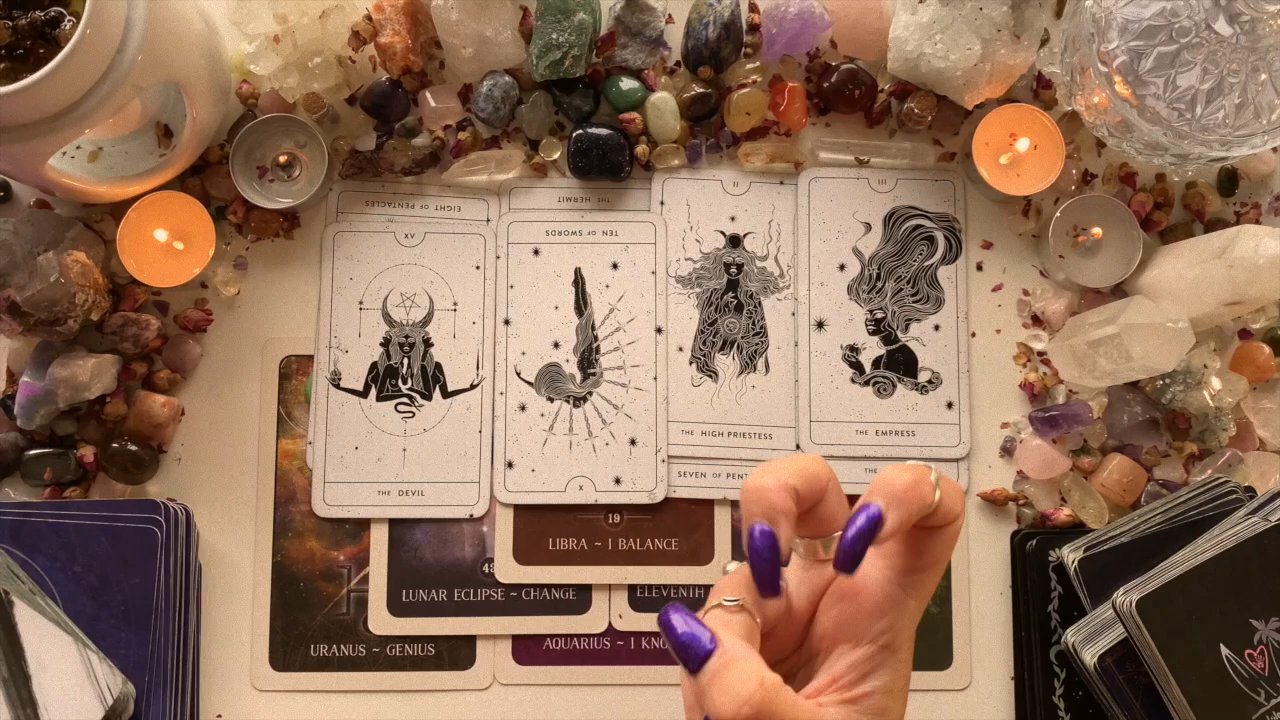 EIGHT OF PENTACLES
THE HERMIT
XV
THE DEVIL
TEN OF SWORDS
X
II
THE HIGH PRIESTESS
III
THE EMPRESS
SEVEN OF PENT
THE
19
LIBRA ~ I BALANCE
LUNAR ECLIPSE ~ CHANGE
ELEVENTH
URANUS ~ GENIUS
AQUARIUS ~ I KNO